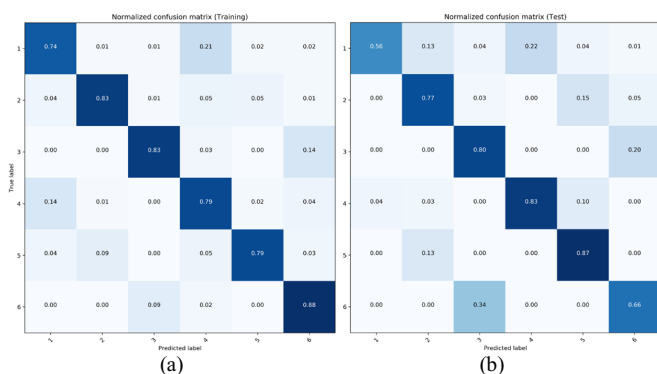 Normalized confusion matrix (Training)
1 0.74 0.01 0.01 0.21 0.02 0.02
2 0.04 0.83 0.01 0.05 0.05 0.01
3 0.00 0.00 0.83 0.03 0.00 0.14
4 0.14 0.01 0.00 0.79 0.02 0.04
5 0.04 0.09 0.00 0.05 0.79 0.03
6 0.00 0.00 0.09 0.02 0.00 0.88
True label
1 2 3 4 5 6
Predicted label
(a)
Normalized confusion matrix (Test)
1 0.56 0.13 0.04 0.22 0.04 0.01
2 0.00 0.77 0.03 0.00 0.15 0.05
3 0.00 0.00 0.80 0.00 0.00 0.20
4 0.04 0.03 0.00 0.83 0.10 0.00
5 0.00 0.13 0.00 0.00 0.87 0.00
6 0.00 0.00 0.34 0.00 0.00 0.66
1 2 3 4 5 6
Predicted label
(b)